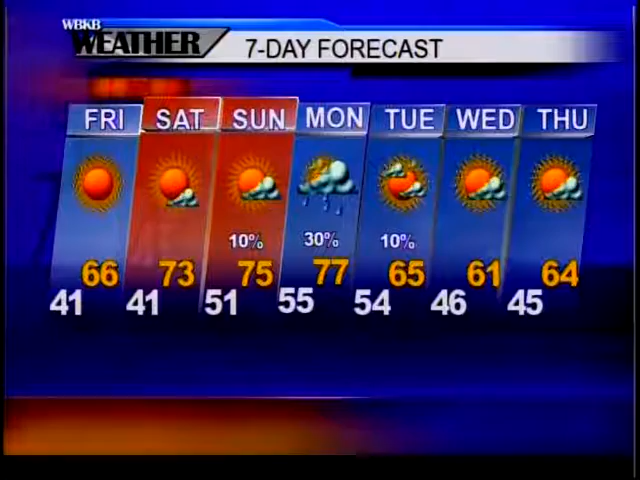 WBKB
WEATHER
7-DAY FORECAST
FRI SAT SUN MON TUE WED THU
10% 30% 10%
66 73 75 77 65 61 64
41 41 51 55 54 46 45